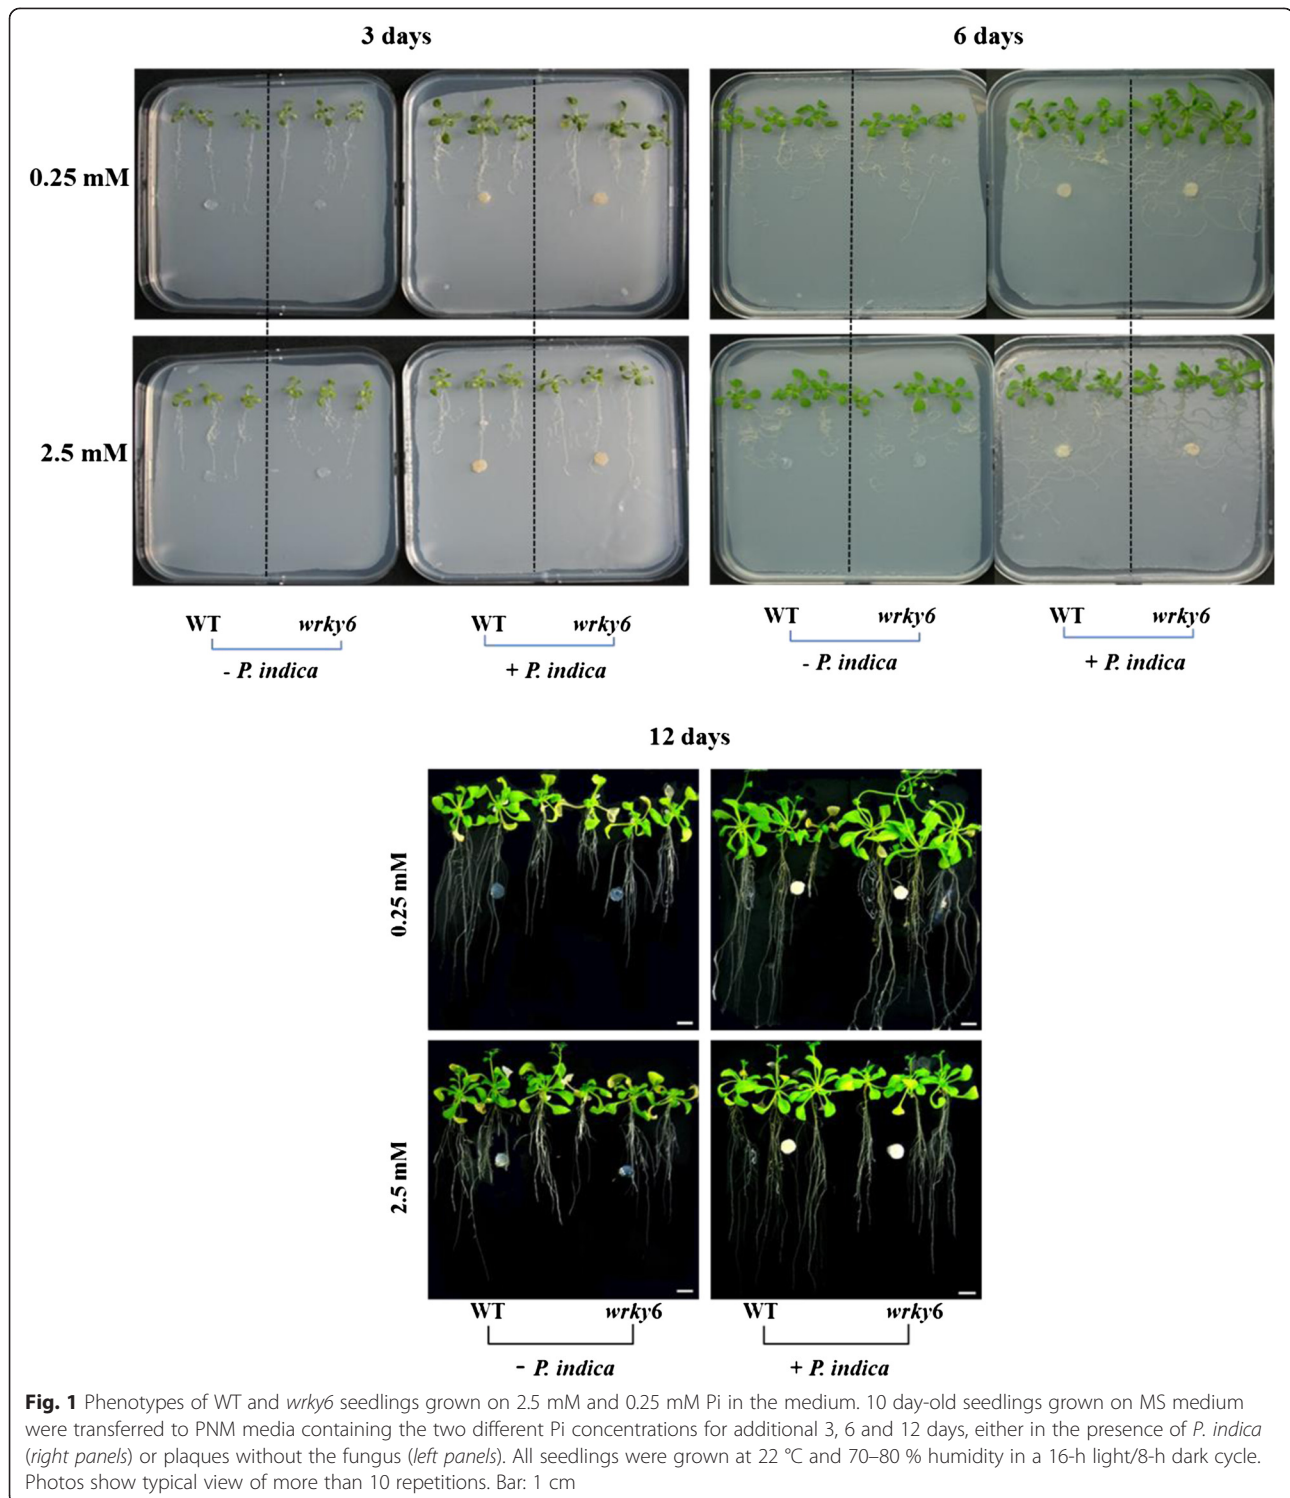 3 days
6 days
0.25 mM
2.5 mM
WT
wrky6
WT
wrky6
WT
wrky6
WT
wrky6
- P. indica
+ P. indica
- P. indica
+ P. indica
12 days
0.25 mM
2.5 mM
WT
wrky6
WT
wrky6
- P. indica
+ P. indica
Fig. 1 Phenotypes of WT and wrky6 seedlings grown on 2.5 mM and 0.25 mM Pi in the medium. 10 day-old seedlings grown on MS medium
were transferred to PNM media containing the two different Pi concentrations for additional 3, 6 and 12 days, either in the presence of P. indica
(right panels) or plaques without the fungus (left panels). All seedlings were grown at 22 °C and 70–80 % humidity in a 16-h light/8-h dark cycle.
Photos show typical view of more than 10 repetitions. Bar: 1 cm